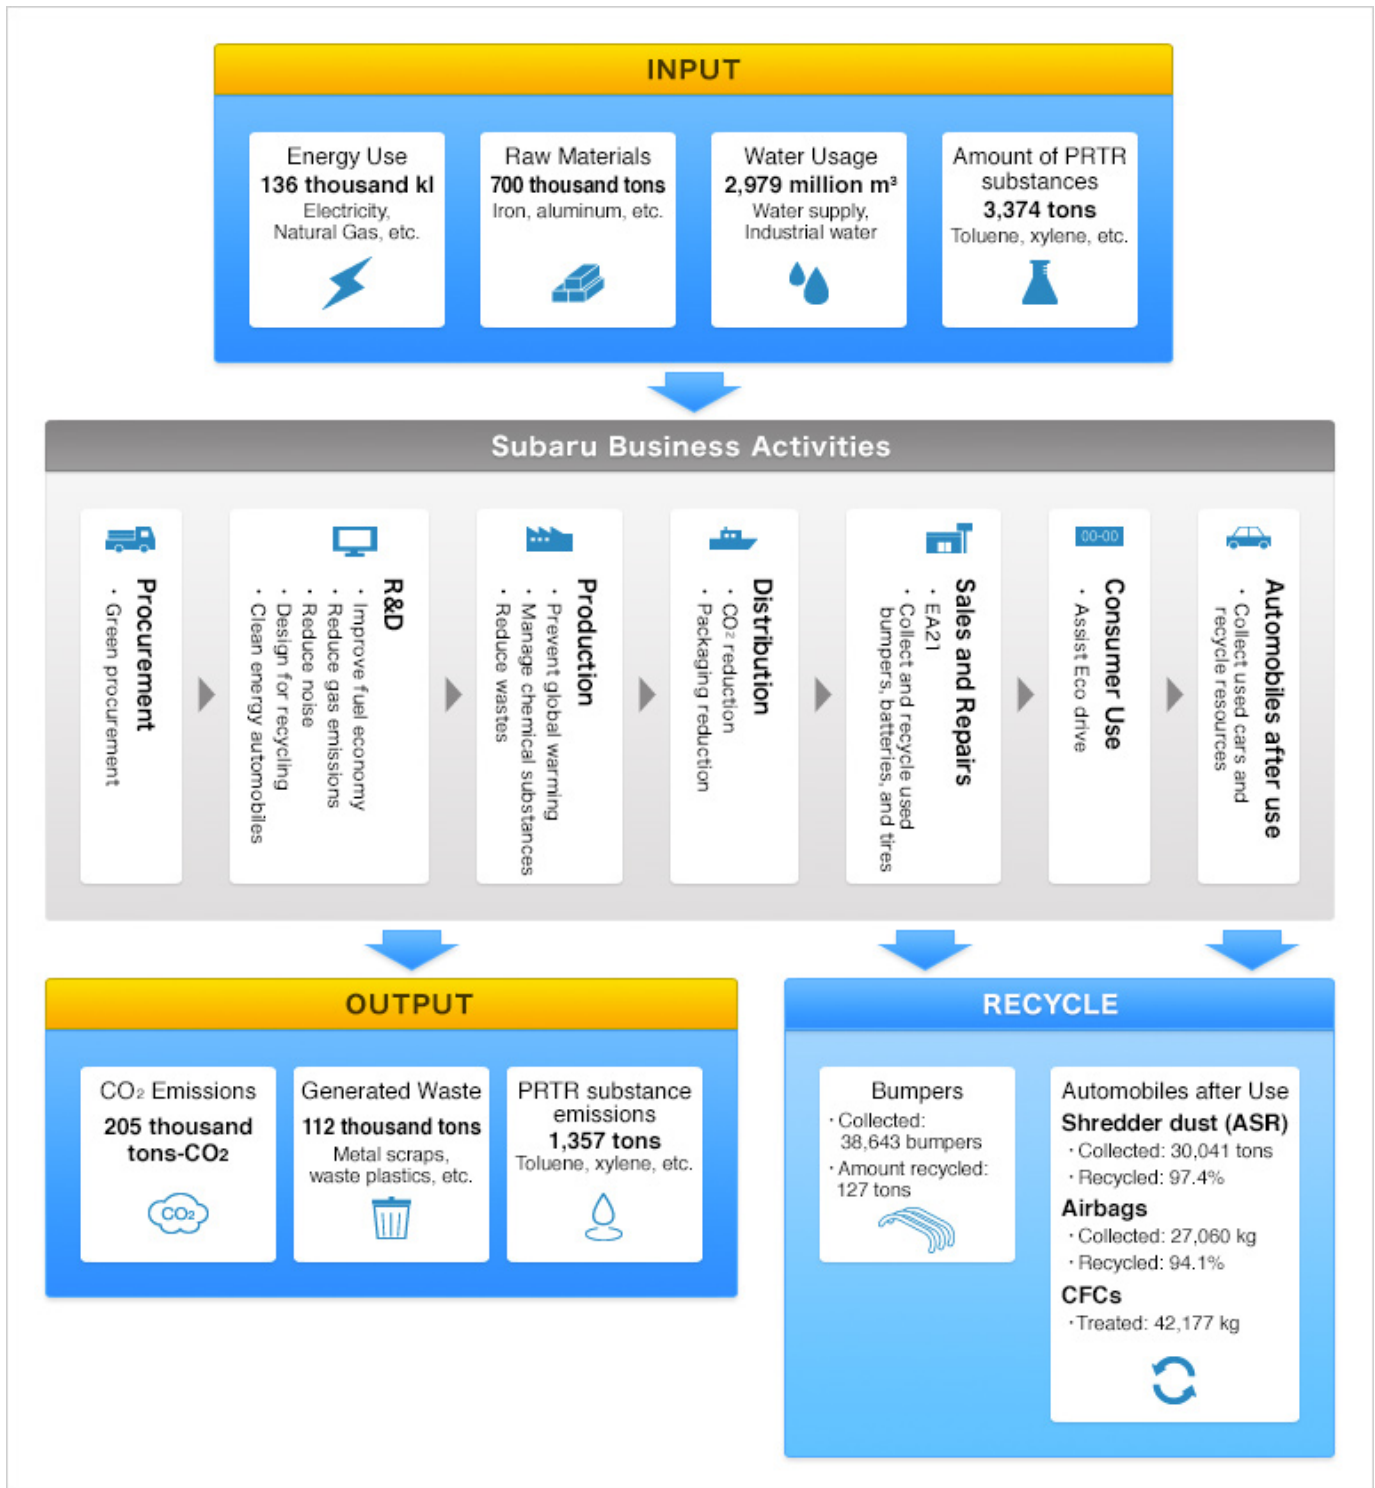 INPUT
Energy Use
136 thousand kl
Electricity,
Natural Gas, etc.
Raw Materials
700 thousand tons
Iron, aluminum, etc.
Water Usage
2,979 million m³
Water supply,
Industrial water
Amount of PRTR
substances
3,374 tons
Toluene, xylene, etc.
Subaru Business Activities
Procurement
・Green procurement
R&D
・Improve fuel economy
・Reduce gas emissions
・Reduce noise
・Design for recycling
・Clean energy automobiles
Production
・Prevent global warming
・Manage chemical substances
・Reduce wastes
Distribution
・CO₂ reduction
・Packaging reduction
Sales and Repairs
・EA21
・Collect and recycle used
bumpers, batteries, and tires
00-00
Consumer Use
・Assist Eco drive
Automobiles after use
・Collect used cars and
recycle resources
OUTPUT
CO₂ Emissions
205 thousand
tons-CO₂
CO₂
Generated Waste
112 thousand tons
Metal scraps,
waste plastics, etc.
PRTR substance
emissions
1,357 tons
Toluene, xylene, etc.
RECYCLE
Bumpers
・Collected:
38,643 bumpers
・Amount recycled:
127 tons
Automobiles after Use
Shredder dust (ASR)
・Collected: 30,041 tons
・Recycled: 97.4%
Airbags
・Collected: 27,060 kg
・Recycled: 94.1%
CFCs
・Treated: 42,177 kg